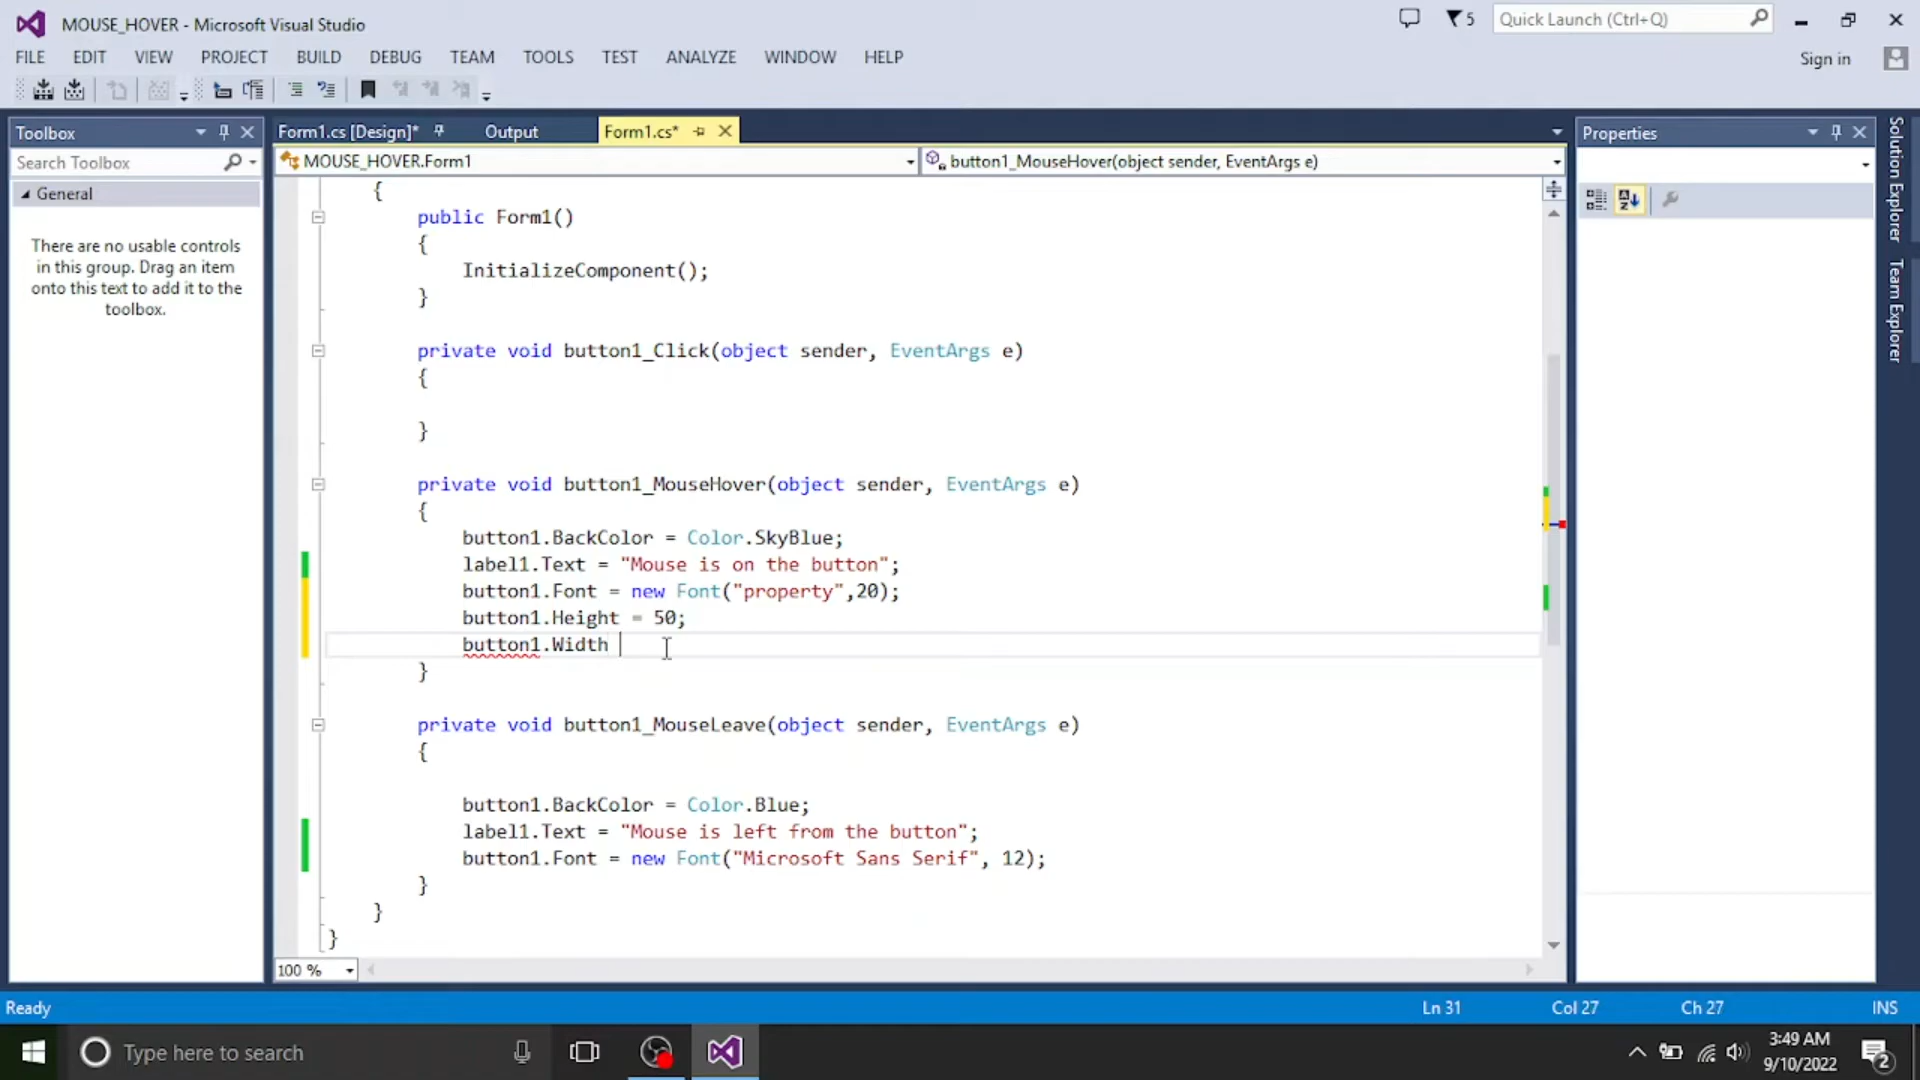 MOUSE_HOVER - Microsoft Visual Studio
5
Quick Launch (Ctrl+Q)
FILE EDIT VIEW PROJECT BUILD DEBUG TEAM TOOLS TEST ANALYZE WINDOW HELP
Sign in
Toolbox
Search Toolbox
General
There are no usable controls
in this group. Drag an item
onto this text to add it to the
toolbox.
Form1.cs [Design]* Output Form1.cs*
MOUSE_HOVER.Form1
button1_MouseHover(object sender, EventArgs e)
{
public Form1()
{
InitializeComponent();
}
private void button1_Click(object sender, EventArgs e)
{
}
private void button1_MouseHover(object sender, EventArgs e)
{
button1.BackColor = Color.SkyBlue;
label1.Text = "Mouse is on the button";
button1.Font = new Font("property",20);
button1.Height = 50;
button1.Width
}
private void button1_MouseLeave(object sender, EventArgs e)
{
button1.BackColor = Color.Blue;
label1.Text = "Mouse is left from the button";
button1.Font = new Font("Microsoft Sans Serif", 12);
}
}
}
100 %
Properties
Solution Explorer
Team Explorer
Ready
Ln 31 Col 27 Ch 27 INS
Type here to search
3:49 AM
9/10/2022
2